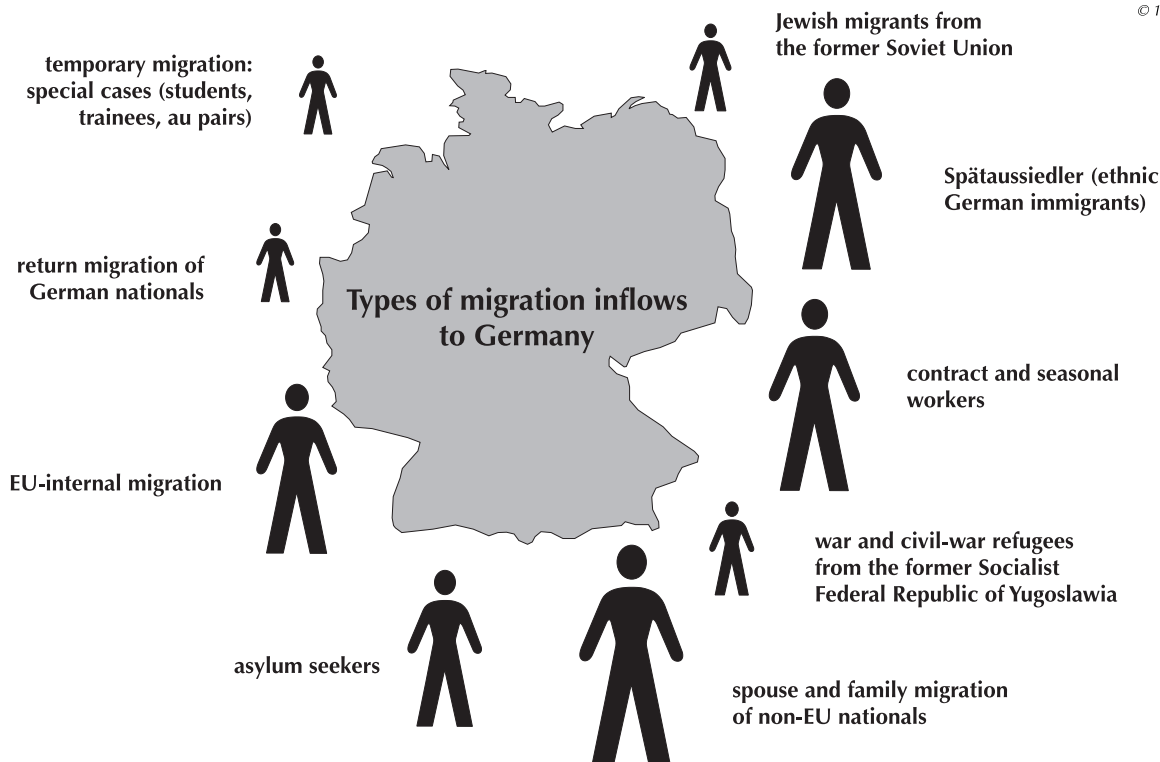 © 1
Jewish migrants from
the former Soviet Union
temporary migration:
special cases (students,
trainees, au pairs)
Spätaussiedler (ethnic
German immigrants)
return migration of
German nationals
Types of migration inflows
to Germany
contract and seasonal
workers
EU-internal migration
war and civil-war refugees
from the former Socialist
Federal Republic of Yugoslawia
asylum seekers
spouse and family migration
of non-EU nationals